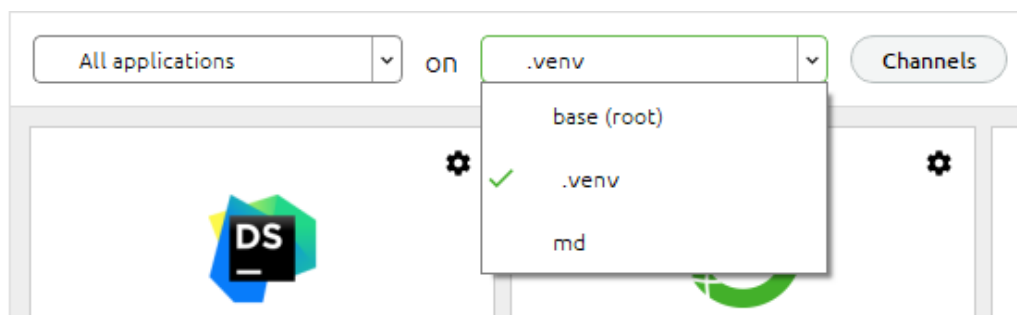 All applications on .venv Channels
base (root)
.venv
md
DS